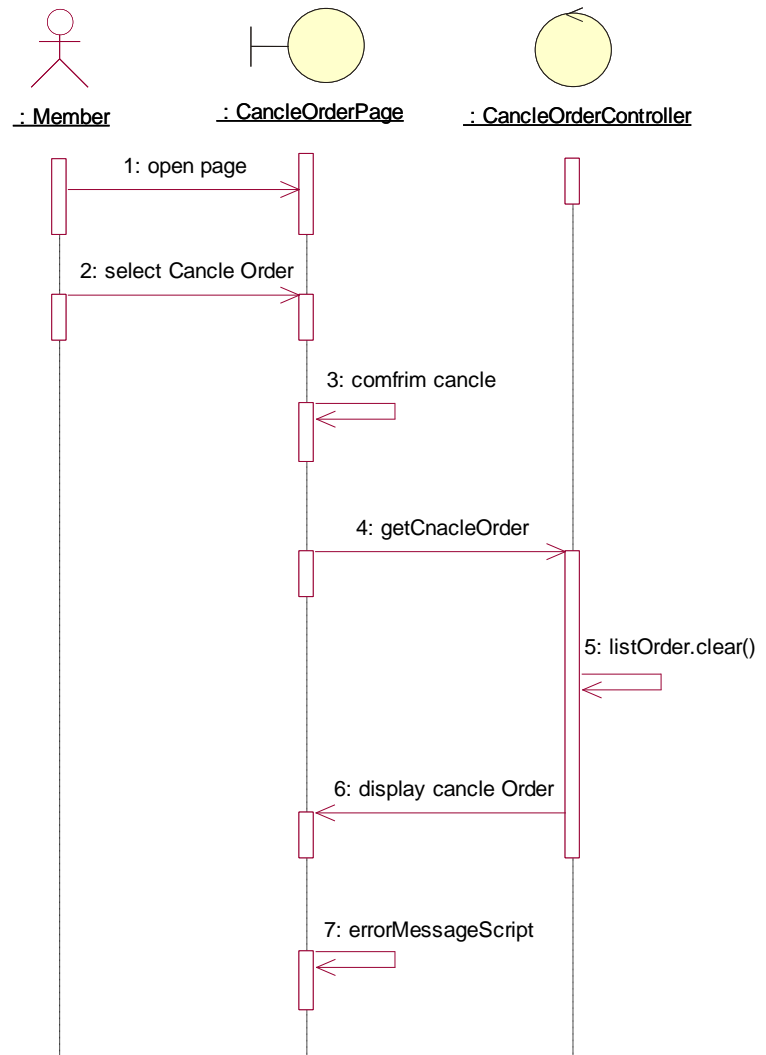 : Member
: CancleOrderPage
: CancleOrderController
1: open page
2: select Cancle Order
3: comfrim cancle
4: getCnacleOrder
5: listOrder.clear()
6: display cancle Order
7: errorMessageScript